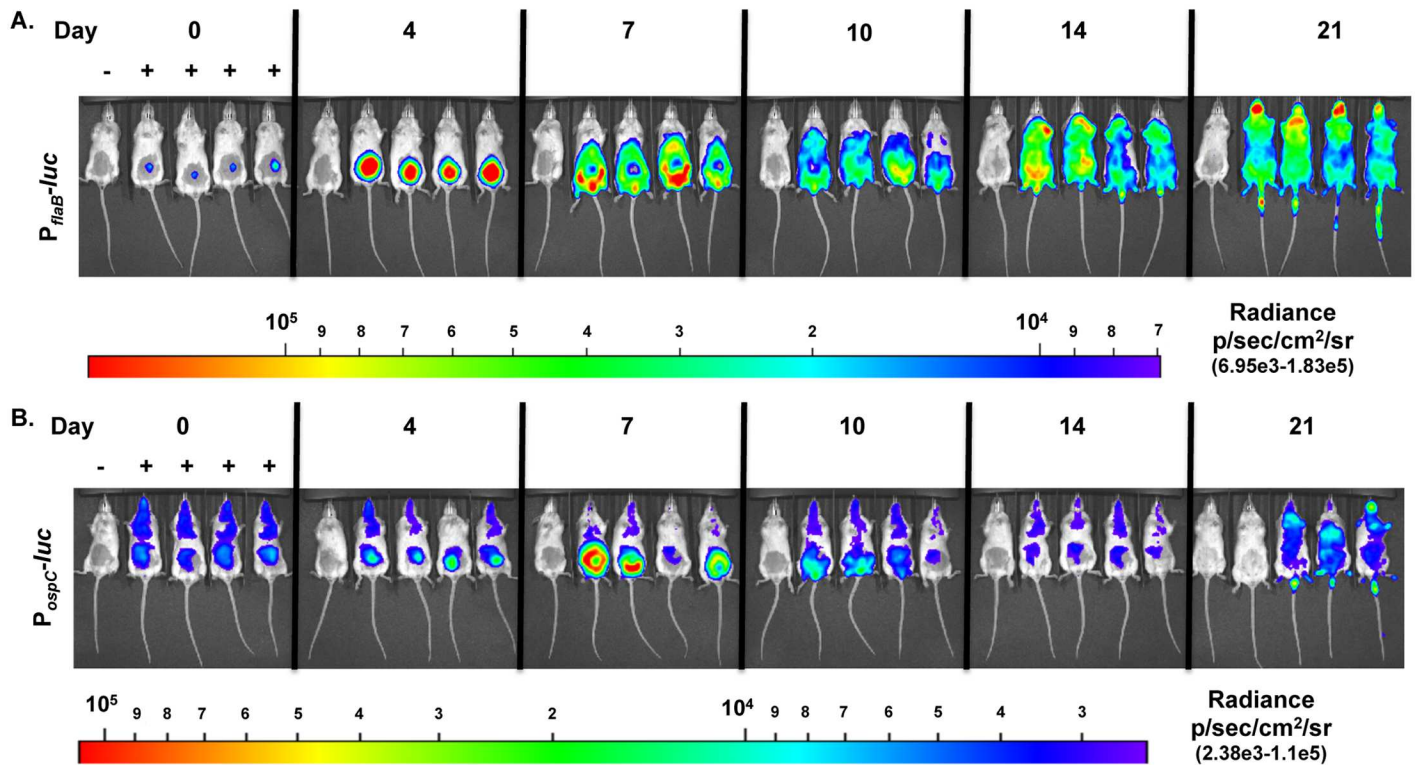 A. Day 0 4 7 10 14 21
- + + + +
P_flaB-luc
10⁵ 9 8 7 6 5 4 3 2 10⁴ 9 8 7
Radiance
p/sec/cm²/sr
(6.95e3-1.83e5)
B. Day 0 4 7 10 14 21
- + + + +
P_ospC-luc
10⁵ 9 8 7 6 5 4 3 2 10⁴ 9 8 7 6 5 4 3
Radiance
p/sec/cm²/sr
(2.38e3-1.1e5)